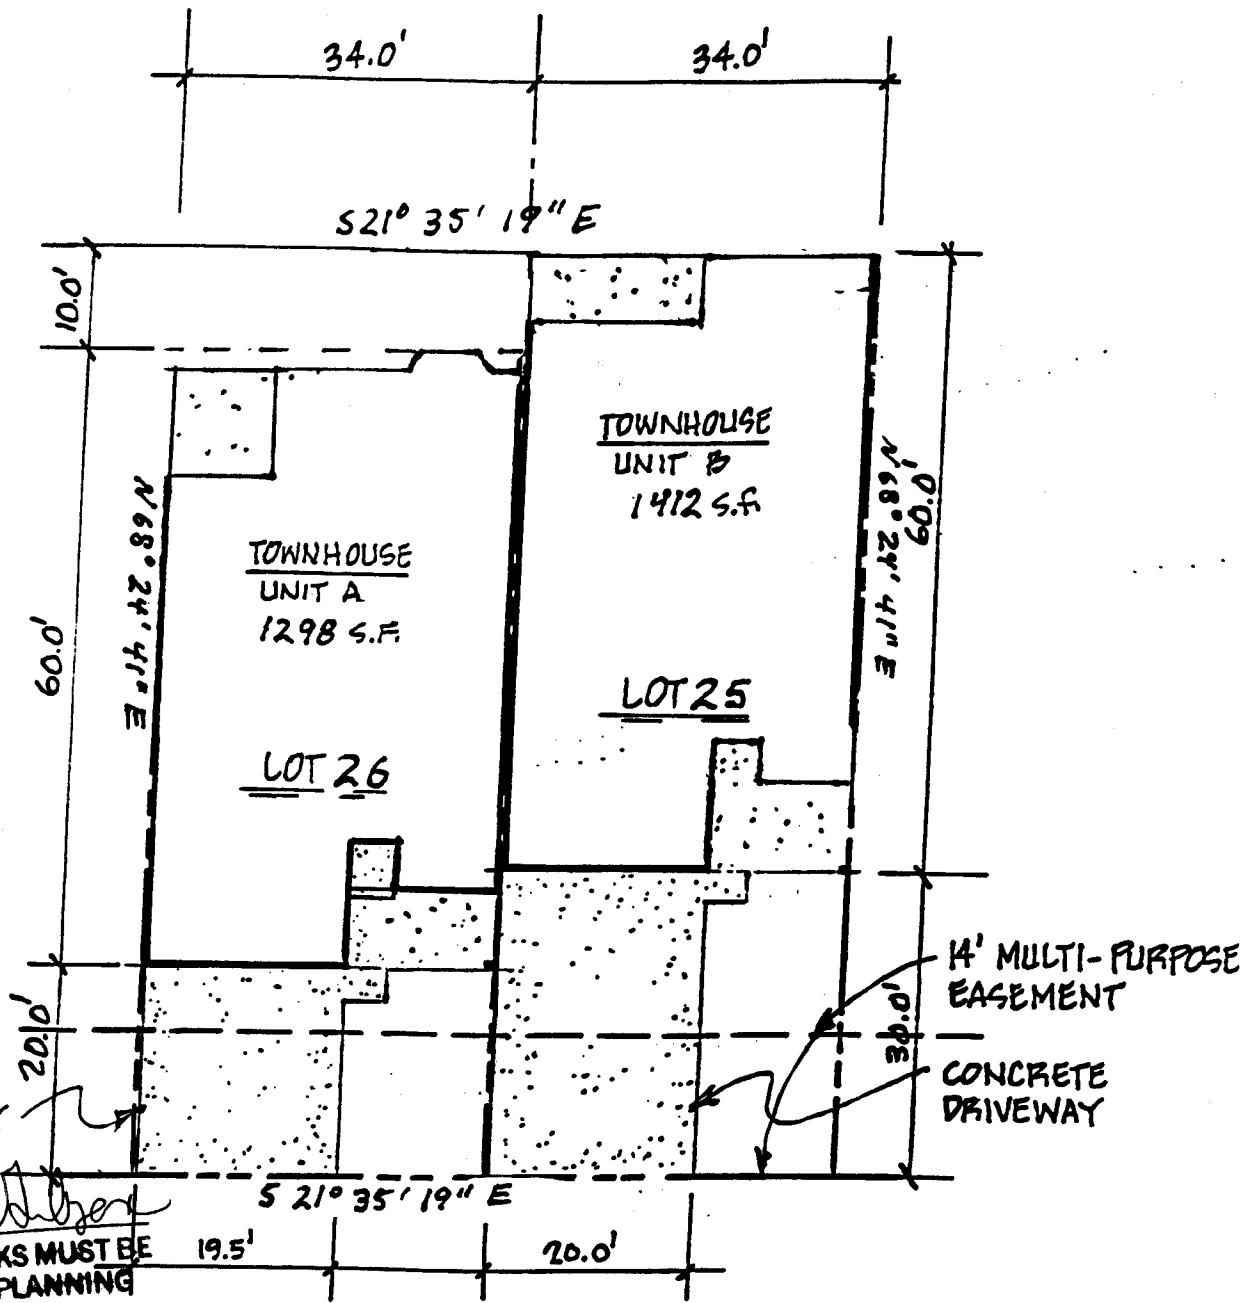 34.0'
34.0'
S 21° 35' 19" E
10.0'
TOWNHOUSE
UNIT B
1412 S.F.
N 68° 24' 41" E
60.0'
N 68° 24' 41" E
TOWNHOUSE
UNIT A
1298 S.F.
60.0'
LOT 25
LOT 26
14' MULTI-PURPOSE
EASEMENT
20.0'
30.0'
CONCRETE
DRIVEWAY
S 21° 35' 19" E
KS MUST BE
PLANNING
19.5'
20.0'